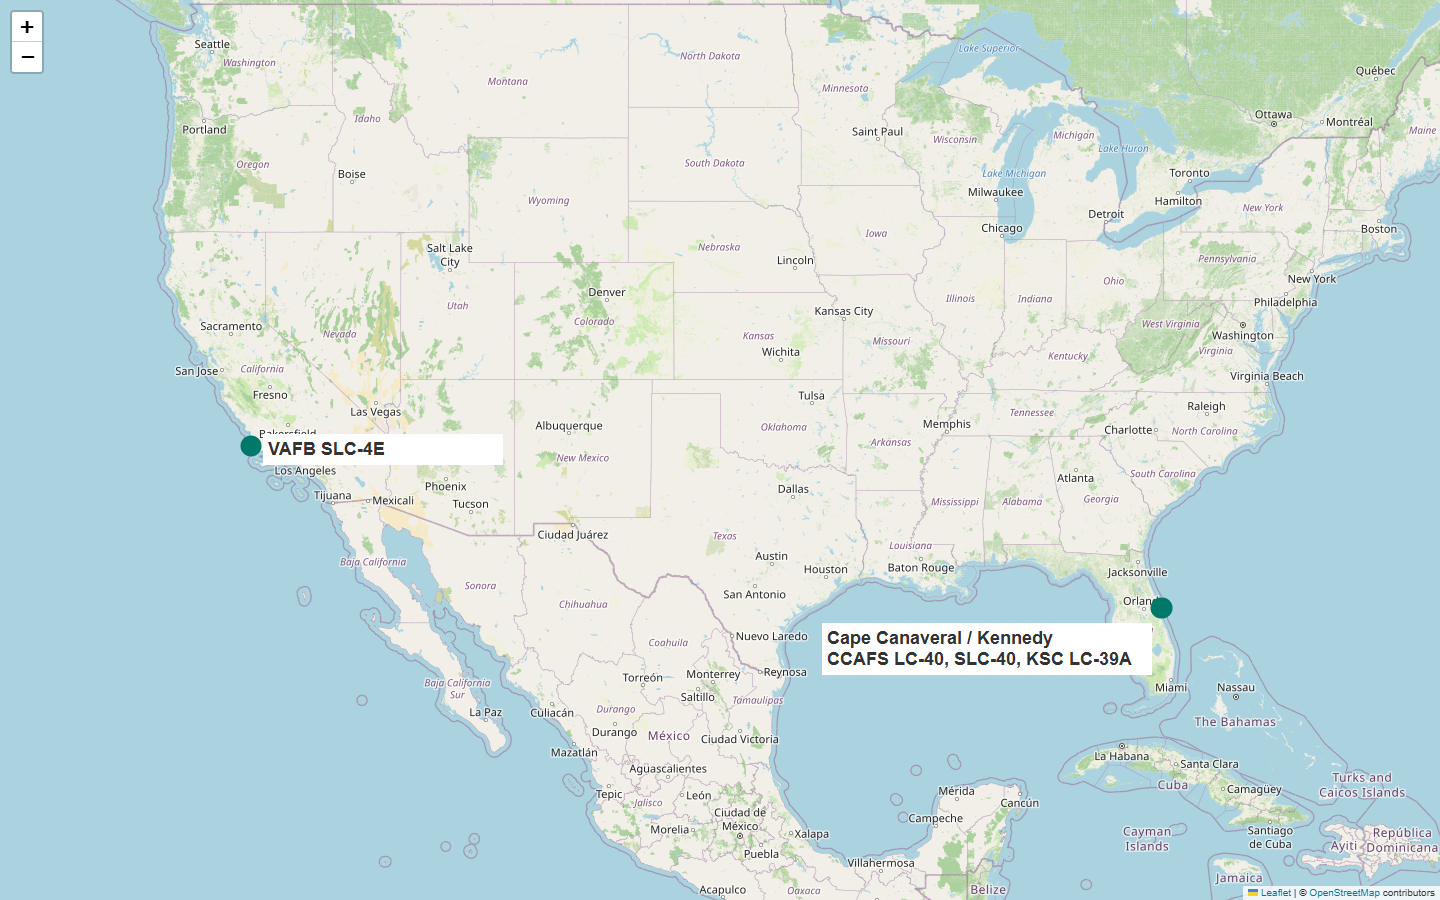 +
−
Seattle
Washington
Montana
North Dakota
Lake Superior
Québec
Minnesota
Ottawa
Montréal
Portland
Idaho
Saint Paul
Wisconsin
Michigan
Lake Huron
Maine
Oregon
Boise
South Dakota
Lake Michigan
Toronto
Wyoming
Milwaukee
Hamilton
New York
Detroit
Chicago
Boston
Iowa
Nebraska
Salt Lake
City
Lincoln
Pennsylvania
New York
Utah
Denver
Ohio
Illinois
Indiana
Philadelphia
Sacramento
Nevada
Colorado
Kansas City
Kansas
Missouri
West Virginia
Washington
Wichita
Kentucky
Virginia
San Jose
California
Virginia Beach
Fresno
Las Vegas
Tulsa
Raleigh
Tennessee
Albuquerque
Oklahoma
Memphis
Charlotte
North Carolina
Bakersfield
VAFB SLC-4E
Arkansas
New Mexico
Los Angeles
Phoenix
Dallas
Atlanta
South Carolina
Tijuana
Mexicali
Tucson
Mississippi
Alabama
Georgia
Ciudad Juárez
Texas
Louisiana
Baja California
Austin
Houston
Baton Rouge
Jacksonville
Sonora
San Antonio
Chihuahua
Orlan
Coahuila
Nuevo Laredo
Cape Canaveral / Kennedy
CCAFS LC-40, SLC-40, KSC LC-39A
Torreón
Monterrey
Reynosa
Baja California
Sur
Saltillo
Tamaulipas
Miami
Nassau
La Paz
Culiacán
Durango
The Bahamas
Durango
México
Ciudad Victoria
Mazatlán
La Habana
Santa Clara
Aguascalientes
Cuba
Turks and
Caicos Islands
Tepic
Jalisco
León
Mérida
Cancún
Camagüey
Ciudad de
México
Campeche
Morelia
Xalapa
Cayman
Islands
Santiago
de Cuba
República
Dominicana
Ayiti
Puebla
Villahermosa
Acapulco
Oaxaca
Belize
Jamaica
Leaflet | © OpenStreetMap contributors